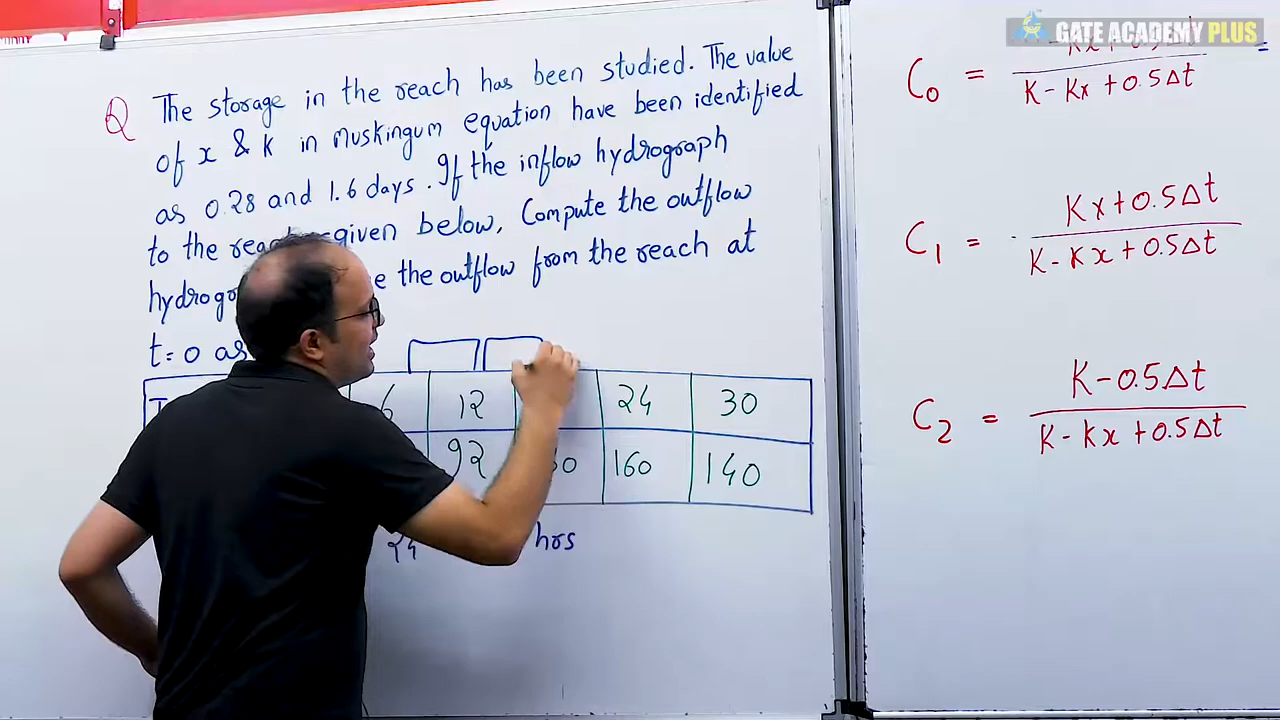 GATE ACADEMY PLUS
Q The storage in the reach has been studied. The value
of x & K in Muskingum equation have been identified
as 0.28 and 1.6 days. If the inflow hydrograph
to the given below, Compute the outflow
the outflow from the reach at
t = 0 as
6 12 24 30
92 160 140
24 hrs
C0 =
K - Kx + 0.5Δt
C1 = Kx + 0.5Δt
K - Kx + 0.5Δt
C2 = K - 0.5Δt
K - Kx + 0.5Δt